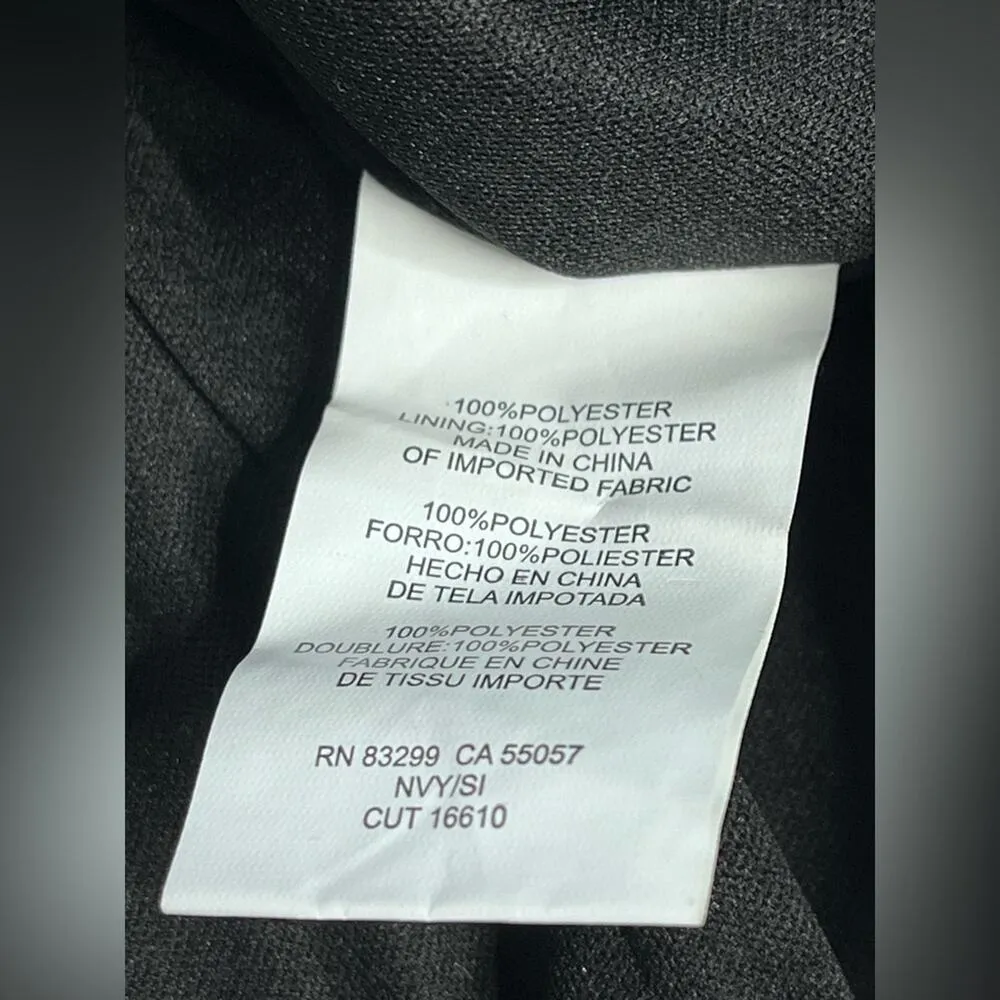 100%POLYESTER
LINING:100%POLYESTER
MADE IN CHINA
OF IMPORTED FABRIC
100%POLYESTER
FORRO:100%POLIESTER
HECHO EN CHINA
DE TELA IMPOTADA
100%POLYESTER
DOUBLURE:100%POLYESTER
FABRIQUE EN CHINE
DE TISSU IMPORTE
RN 83299 CA 55057
NVY/SI
CUT 16610